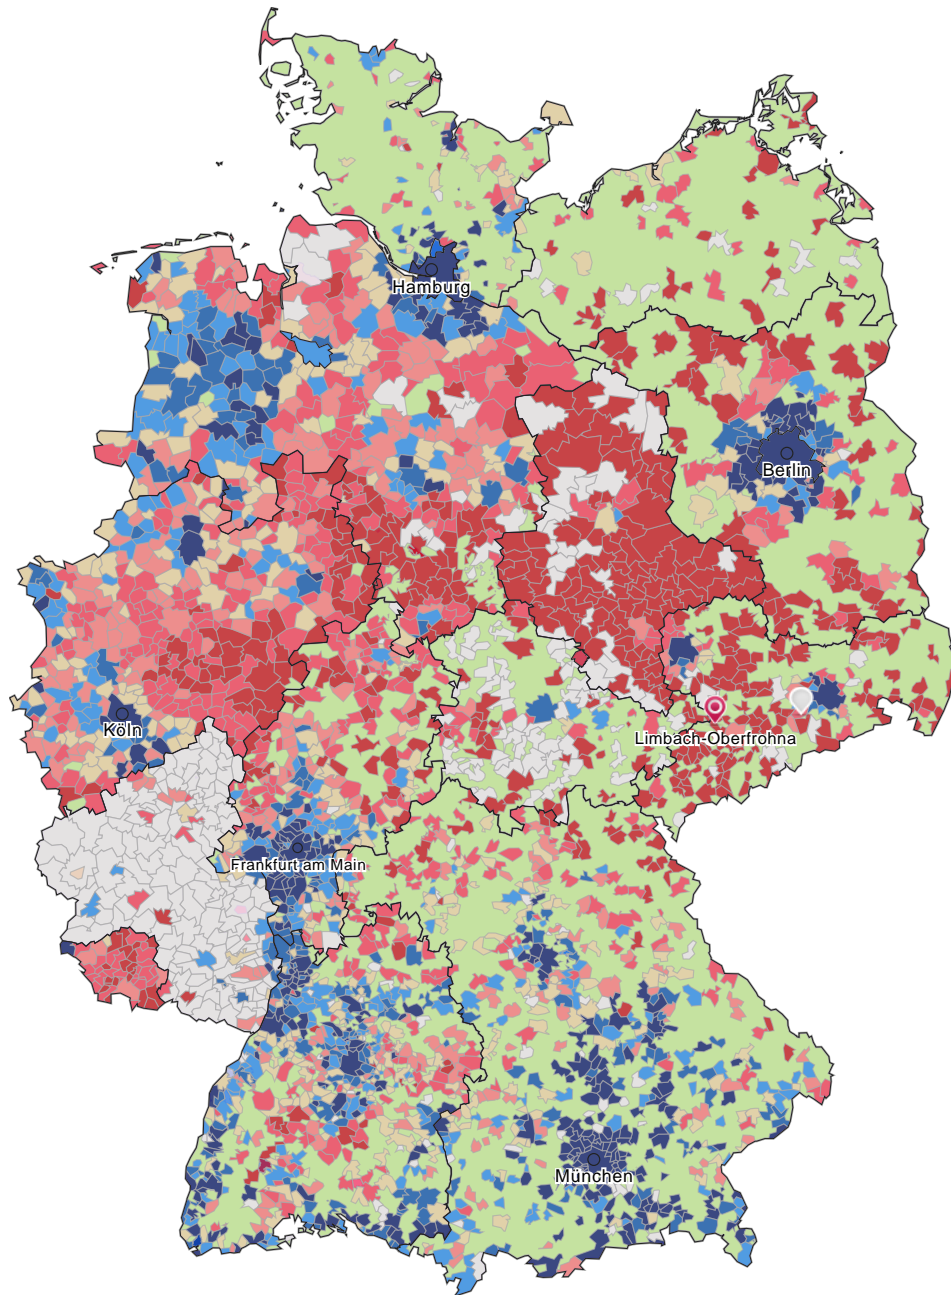 Hamburg
Berlin
Köln
Limbach-Oberfrohna
Frankfurt am Main
München